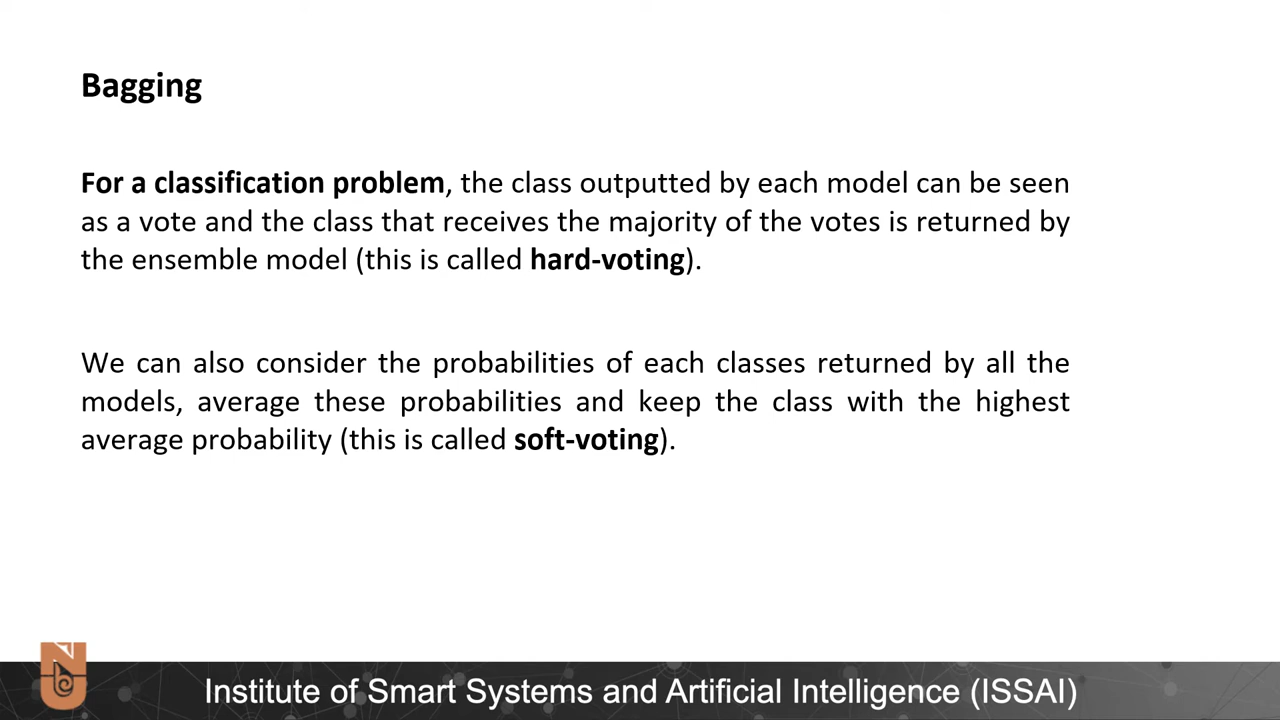 Bagging
For a classification problem, the class outputted by each model can be seen
as a vote and the class that receives the majority of the votes is returned by
the ensemble model (this is called hard-voting).
We can also consider the probabilities of each classes returned by all the
models, average these probabilities and keep the class with the highest
average probability (this is called soft-voting).
Institute of Smart Systems and Artificial Intelligence (ISSAI)